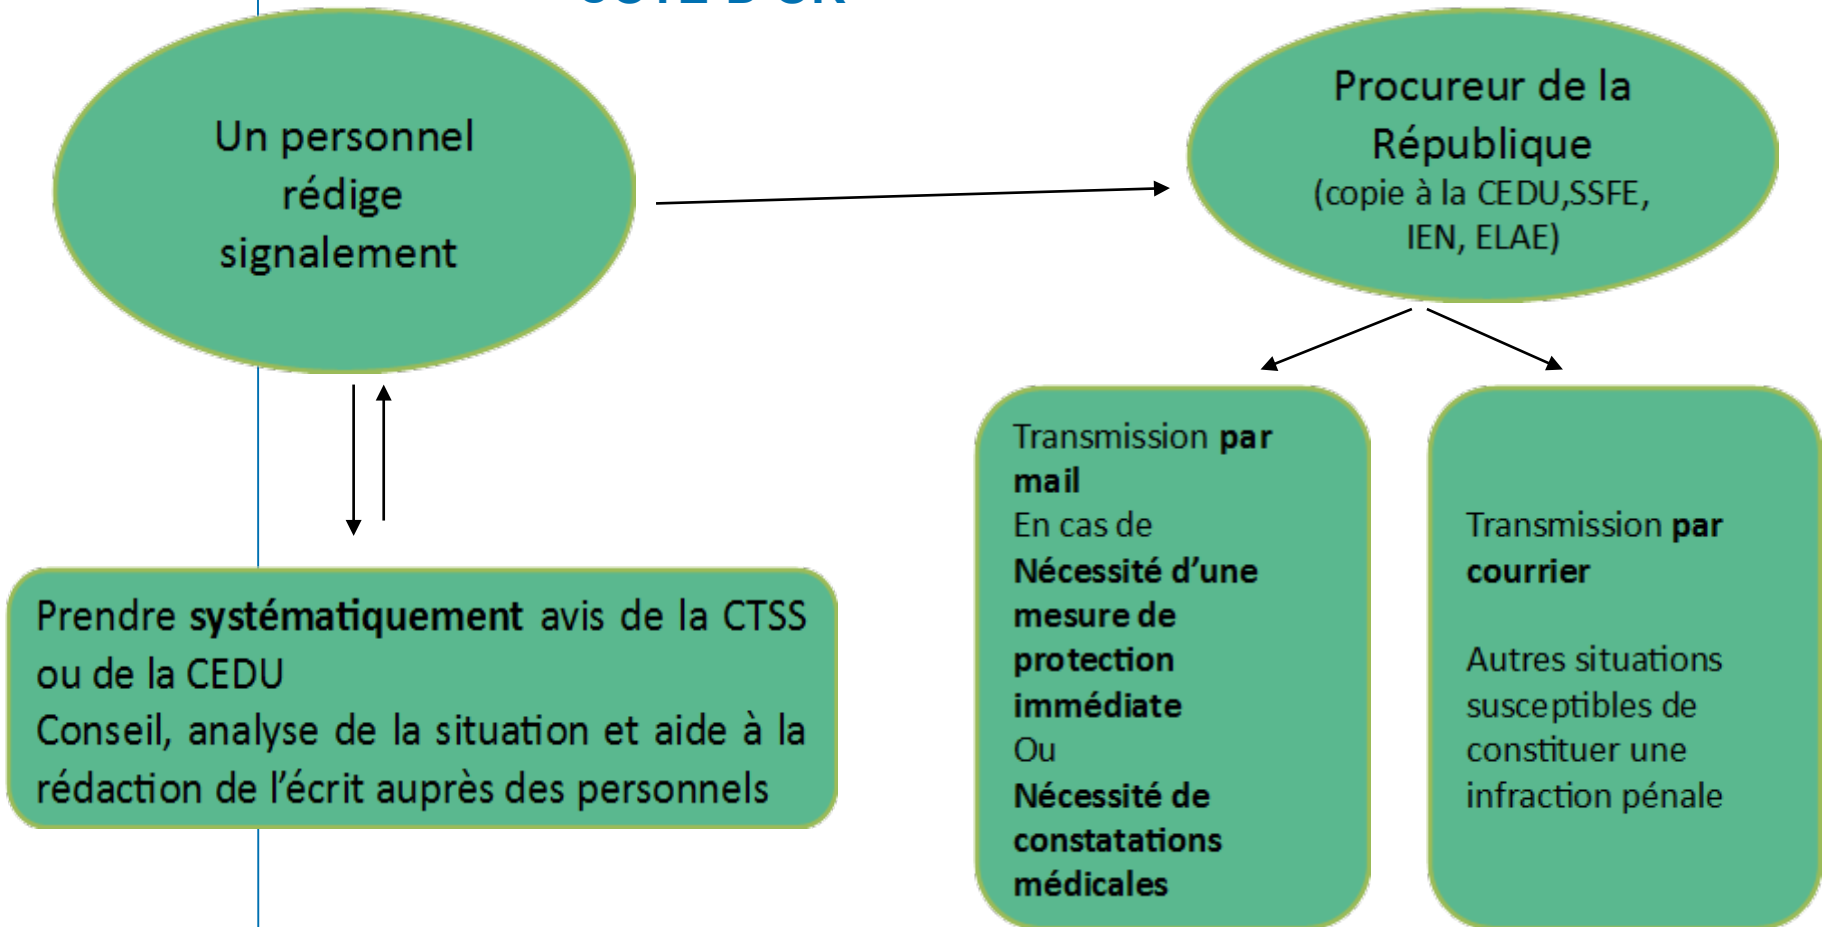 Un personnel
rédige
signalement
Procureur de la
République
(copie à la CEDU,SSFE,
IEN, ELAE)
Prendre systématiquement avis de la CTSS
ou de la CEDU
Conseil, analyse de la situation et aide à la
rédaction de l’écrit auprès des personnels
Transmission par
mail
En cas de
Nécessité d’une
mesure de
protection
immédiate
Ou
Nécessité de
constatations
médicales
Transmission par
courrier
Autres situations
susceptibles de
constituer une
infraction pénale